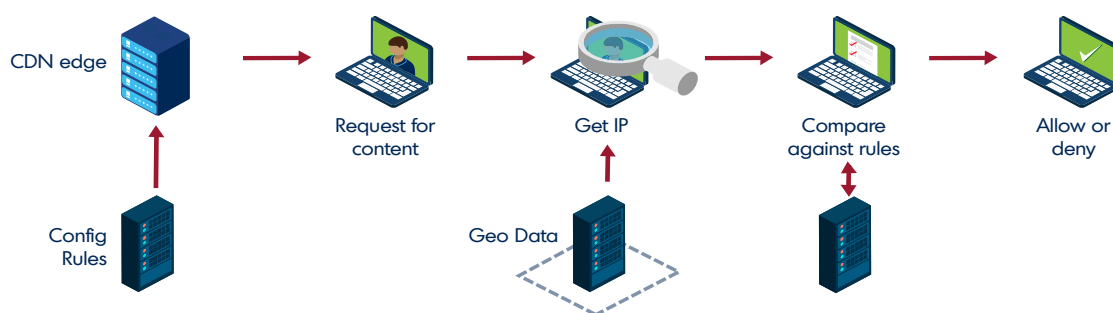 CDN edge
Request for
content
Get IP
Compare
against rules
Allow or
deny
Config
Rules
Geo Data